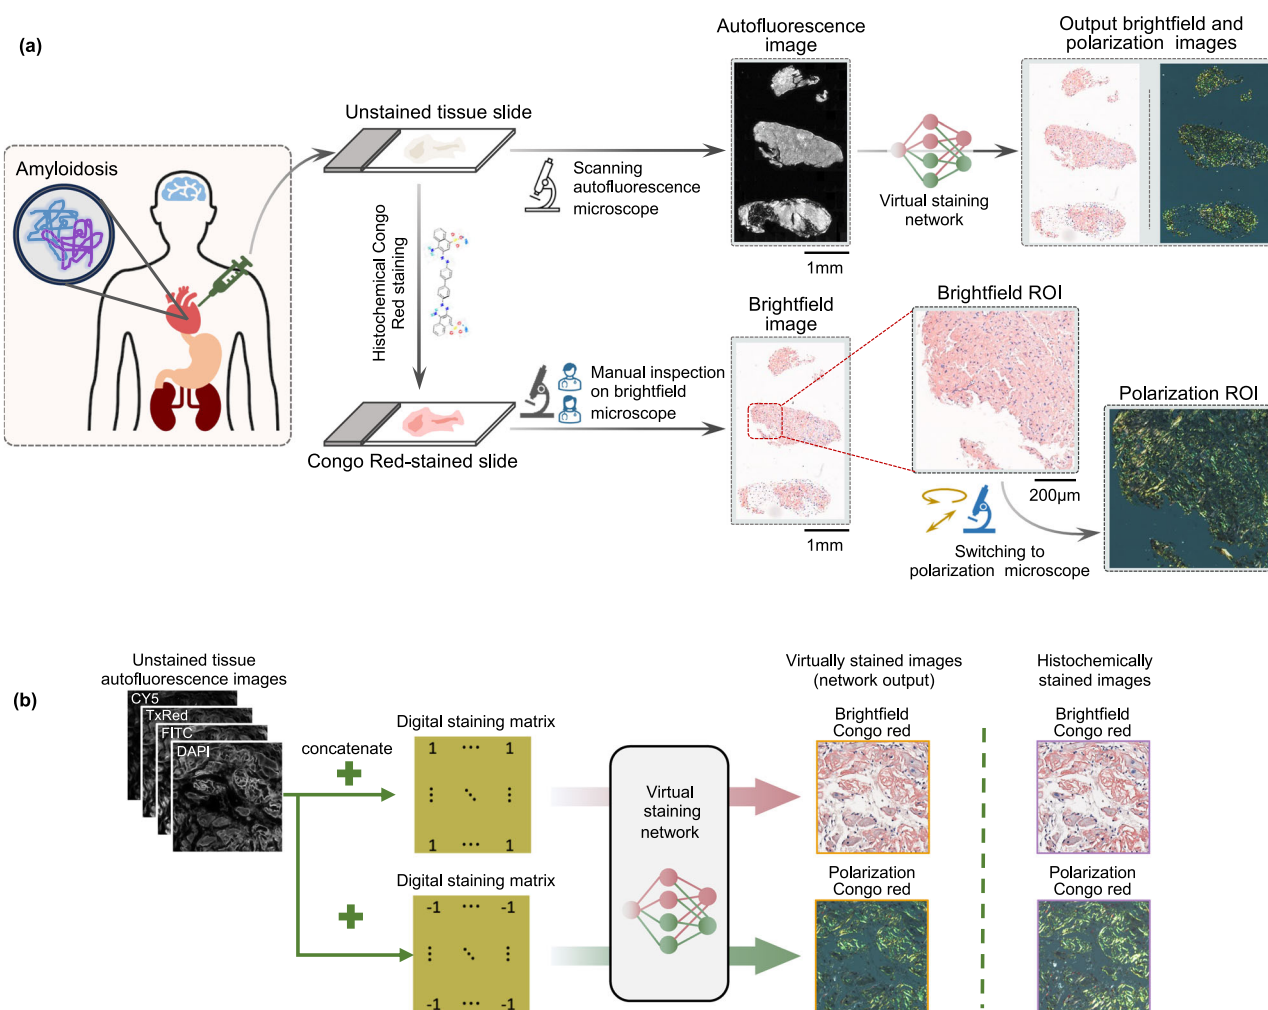 (a)
Autofluorescence
image
Output brightfield and
polarization images
Unstained tissue slide
Amyloidosis
Scanning
autofluorescence
microscope
Virtual staining
network
1mm
Histochemical Congo
Red staining
Brightfield
image
Brightfield ROI
Manual inspection
on brightfield
microscope
Polarization ROI
Congo Red-stained slide
200μm
1mm
Switching to
polarization microscope
(b)
Unstained tissue
autofluorescence images
CY5
TxRed
FITC
DAPI
concatenate
Digital staining matrix
1 ··· 1
⋮ ⋱ ⋮
1 ··· 1
Digital staining matrix
-1 ··· -1
⋮ ⋱ ⋮
-1 ··· -1
Virtual
staining
network
Virtually stained images
(network output)
Histochemically
stained images
Brightfield
Congo red
Brightfield
Congo red
Polarization
Congo red
Polarization
Congo red